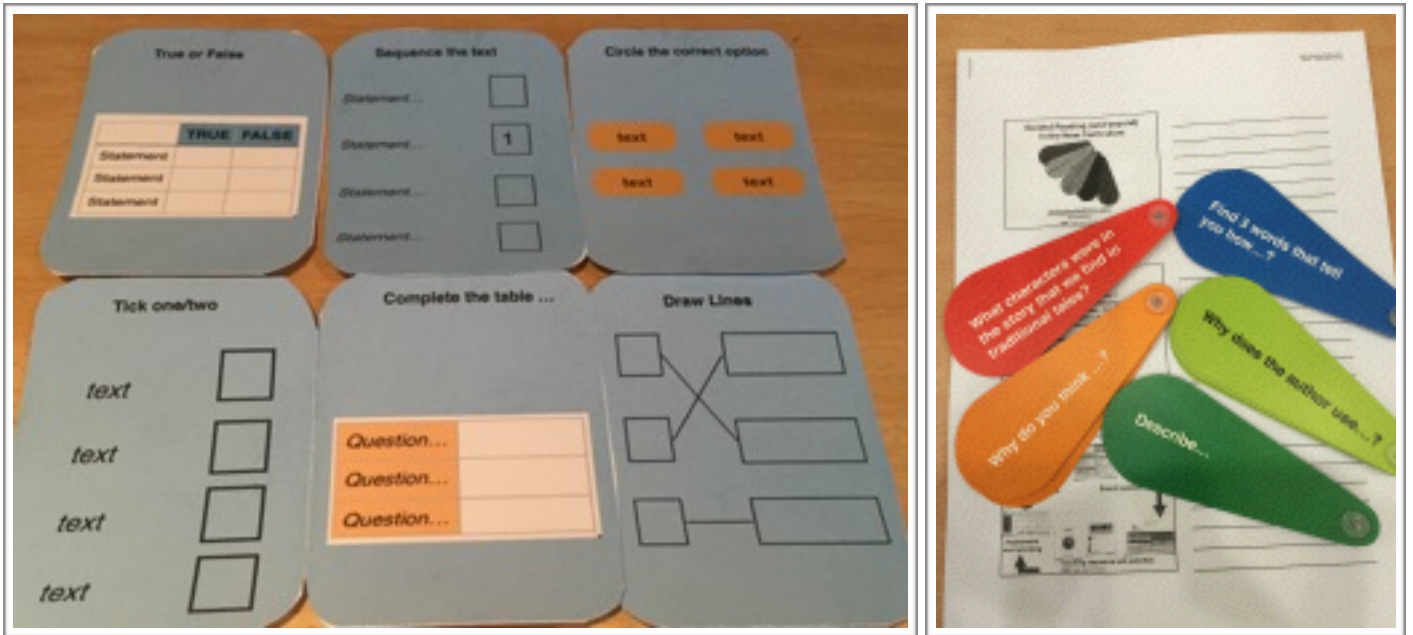 True or False
TRUE FALSE
Statement
Statement
Statement
Sequence the text
Statement...
Statement... 1
Statement...
Statement...
Circle the correct option
text text
text text
Tick one/two
text
text
text
text
Complete the table ...
Question...
Question...
Question...
Draw Lines
What characters were in
the story that we find in
traditional tales?
Find 3 words that tell
you how...?
Why do you think ...?
Why does the author use...?
Describe...